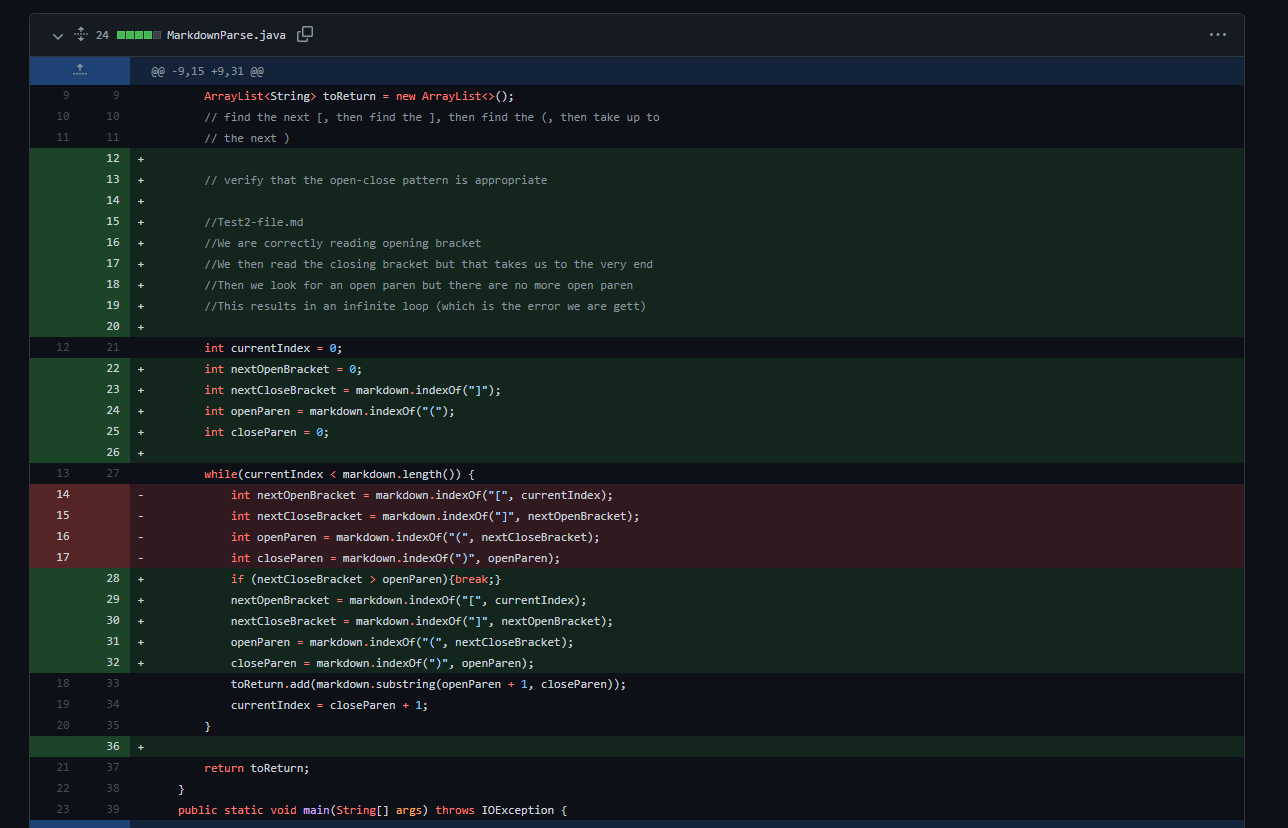 24 MarkdownParse.java
@@ -9,15 +9,31 @@
9 9 ArrayList<String> toReturn = new ArrayList<>();
10 10 // find the next [, then find the ], then find the (, then take up to
11 11 // the next )
12 +
13 + // verify that the open-close pattern is appropriate
14 +
15 + //Test2-file.md
16 + //We are correctly reading opening bracket
17 + //We then read the closing bracket but that takes us to the very end
18 + //Then we look for an open paren but there are no more open paren
19 + //This results in an infinite loop (which is the error we are gett)
20 +
12 21 int currentIndex = 0;
22 + int nextOpenBracket = 0;
23 + int nextCloseBracket = markdown.indexOf("]");
24 + int openParen = markdown.indexOf("(");
25 + int closeParen = 0;
26 +
13 27 while(currentIndex < markdown.length()) {
14 - int nextOpenBracket = markdown.indexOf("[", currentIndex);
15 - int nextCloseBracket = markdown.indexOf("]", nextOpenBracket);
16 - int openParen = markdown.indexOf("(", nextCloseBracket);
17 - int closeParen = markdown.indexOf(")", openParen);
28 + if (nextCloseBracket > openParen){break;}
29 + nextOpenBracket = markdown.indexOf("[", currentIndex);
30 + nextCloseBracket = markdown.indexOf("]", nextOpenBracket);
31 + openParen = markdown.indexOf("(", nextCloseBracket);
32 + closeParen = markdown.indexOf(")", openParen);
18 33 toReturn.add(markdown.substring(openParen + 1, closeParen));
19 34 currentIndex = closeParen + 1;
20 35 }
36 +
21 37 return toReturn;
22 38 }
23 39 public static void main(String[] args) throws IOException {